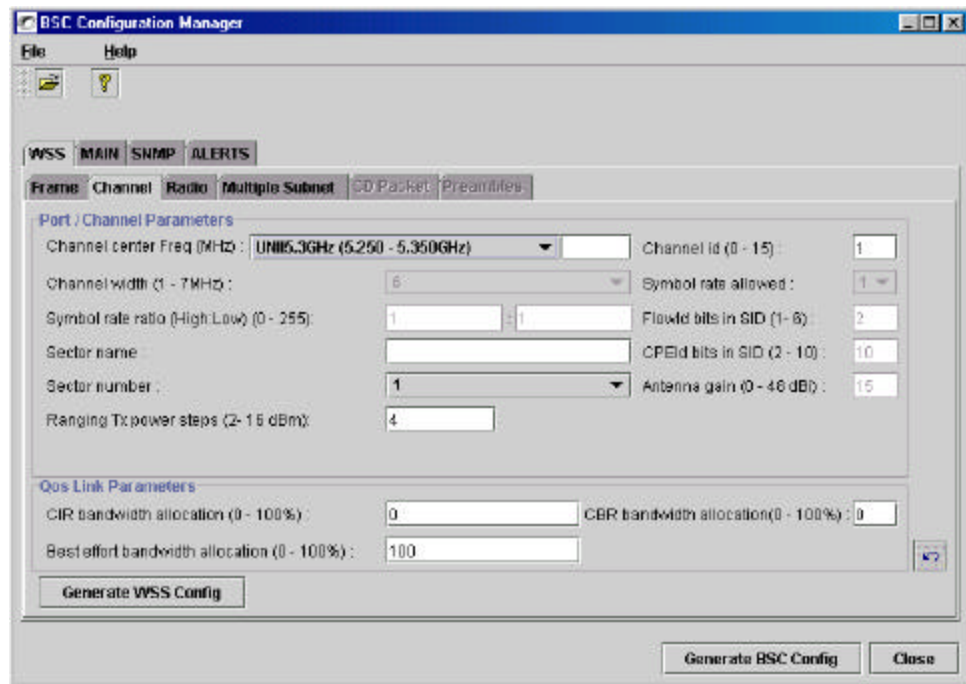 BSC Configuration Manager
File Help
WSS MAIN SNMP ALERTS
Frame Channel Radio Multiple Subnet CD Packet Preambles
Port / Channel Parameters
Channel center Freq (MHz) : UNII5.3GHz (5.250 - 5.350GHz) Channel id (0 - 15) : 1
Channel width (1 - 7MHz) : 6 Symbol rate allowed : 1
Symbol rate ratio (High:Low) (0 - 255): 1 : 1 FlowId bits in SID (1- 6) : 2
Sector name : CPEId bits in SID (2 - 10) : 10
Sector number : 1 Antenna gain (0 - 48 dBi) : 15
Ranging Tx power steps (2- 16 dBm): 4
Qos Link Parameters
CIR bandwidth allocation (0 - 100%) : 0 CBR bandwidth allocation(0 - 100%) : 0
Best effort bandwidth allocation (0 - 100%) : 100
Generate WSS Config
Generate BSC Config Close